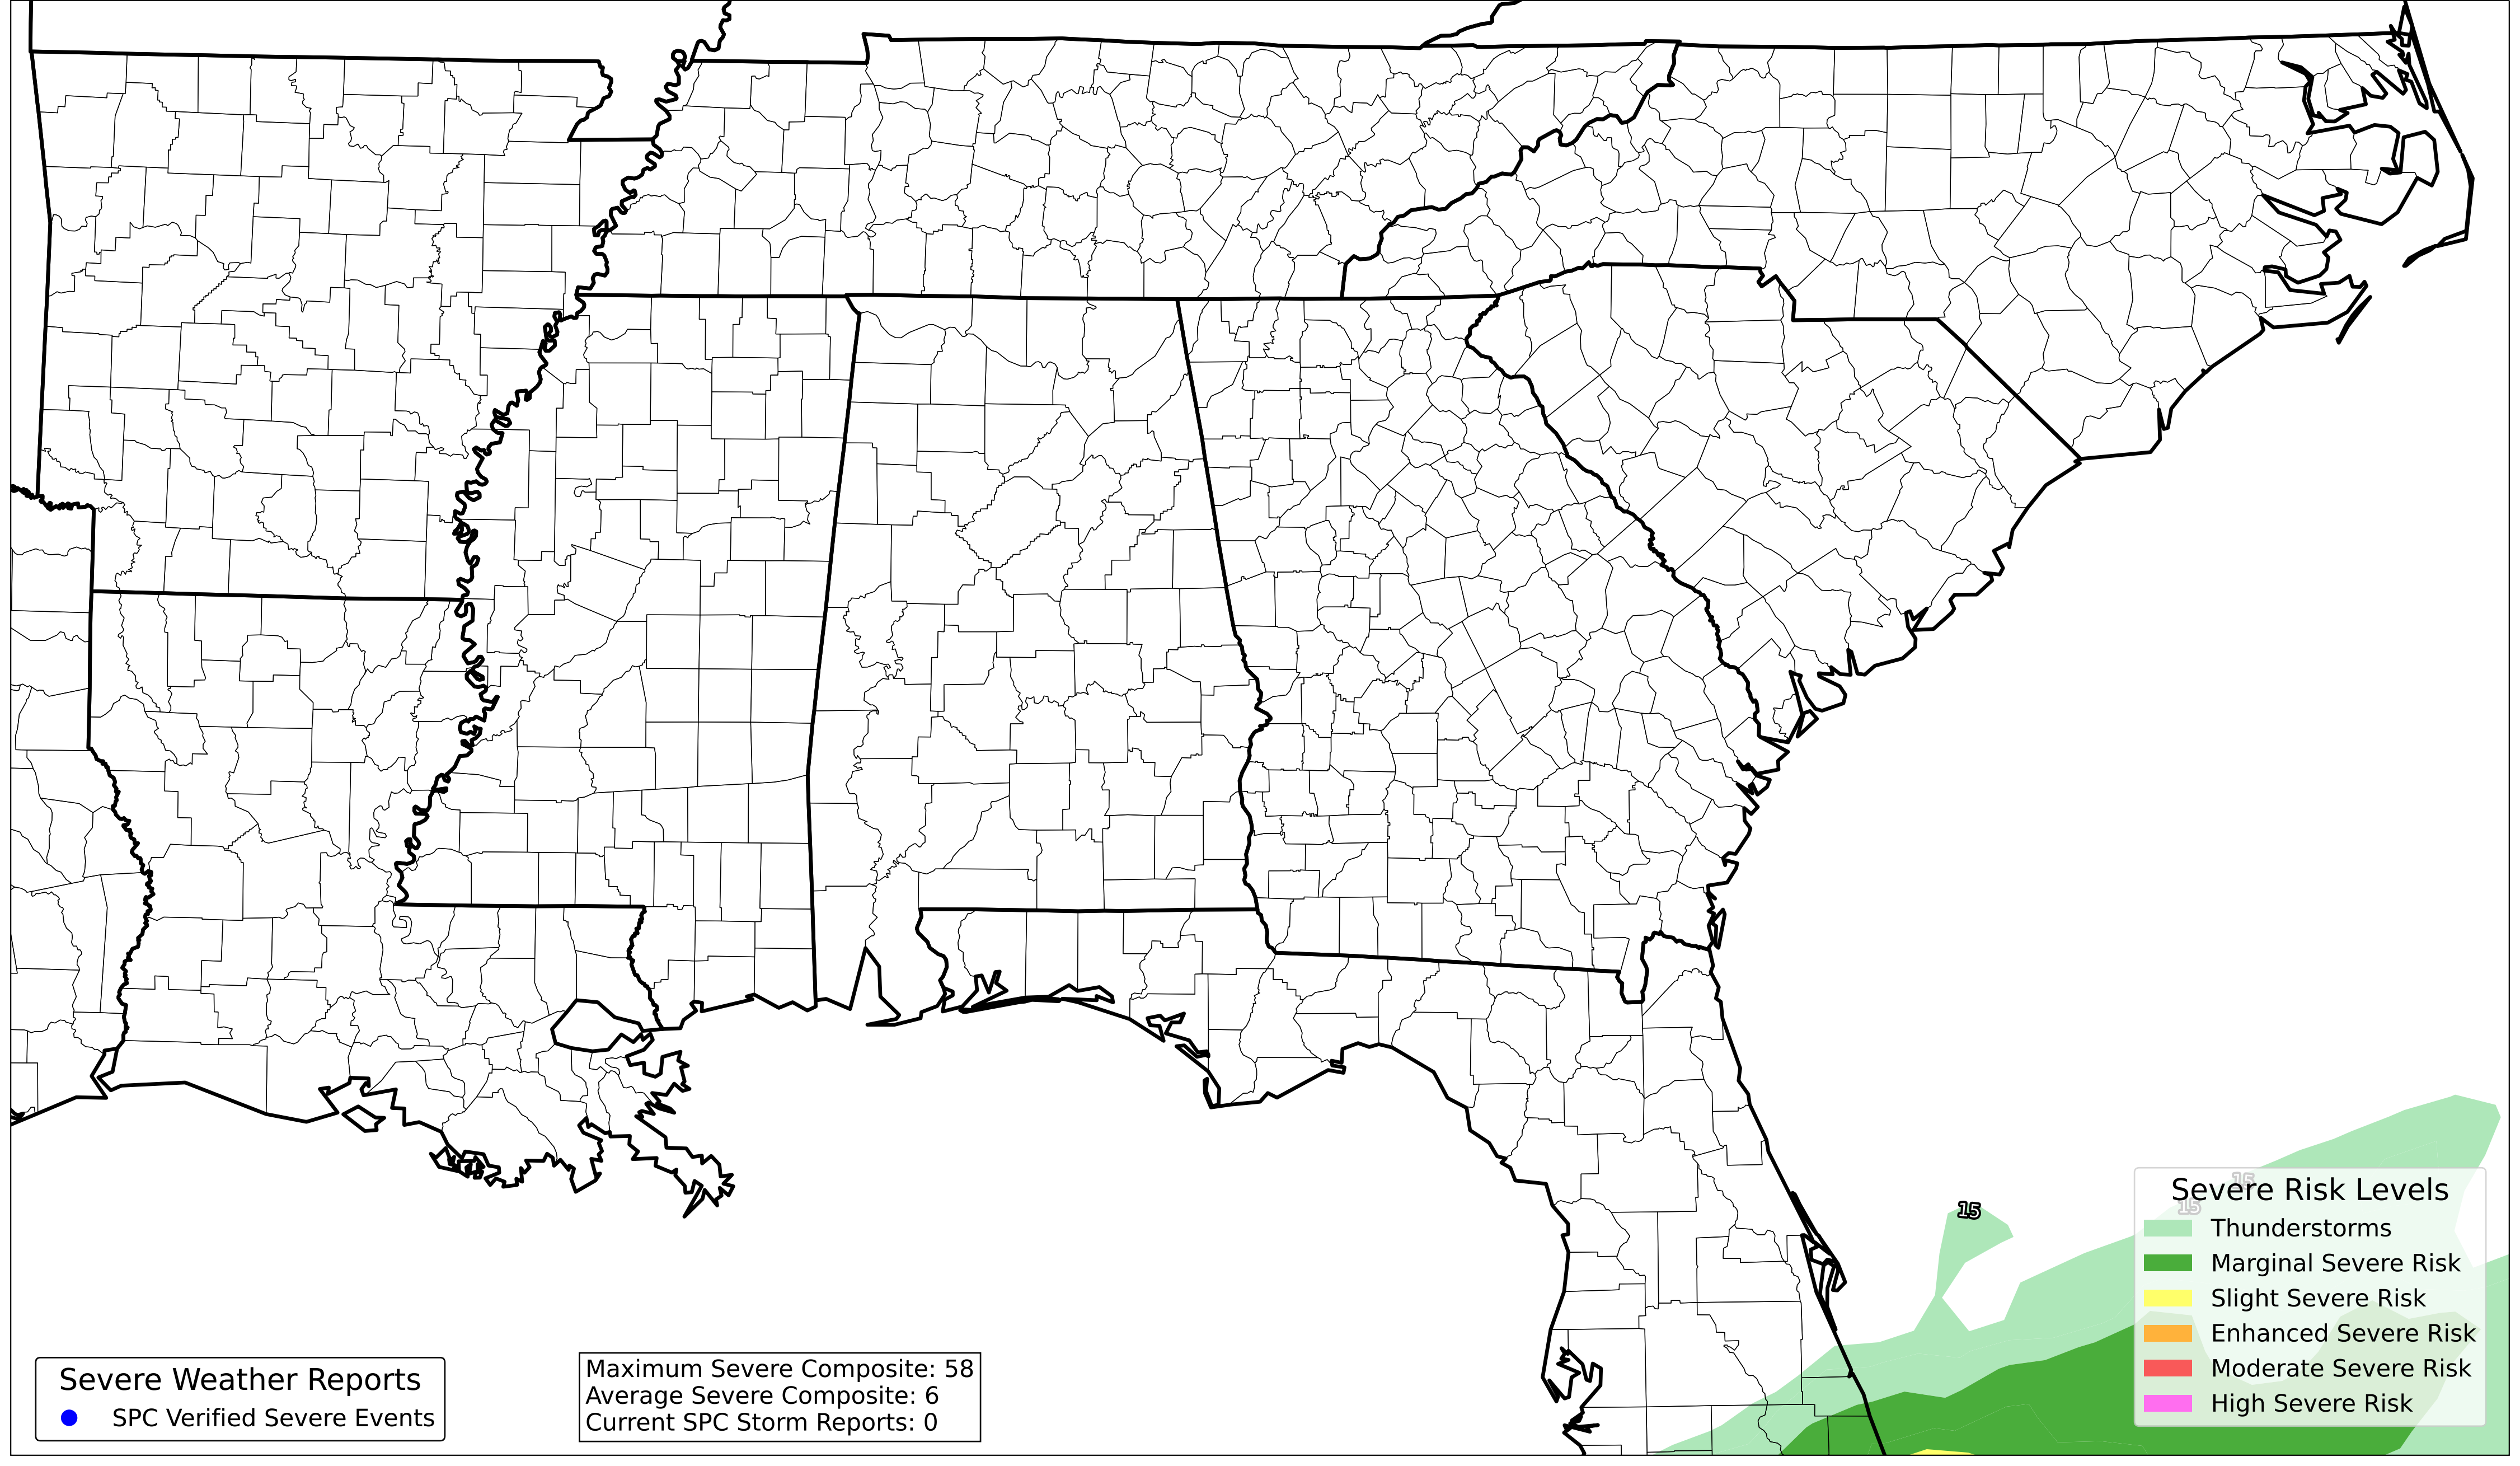 15
15
15
Severe Risk Levels
Thunderstorms
Marginal Severe Risk
Slight Severe Risk
Enhanced Severe Risk
Moderate Severe Risk
High Severe Risk
Severe Weather Reports
SPC Verified Severe Events
Maximum Severe Composite: 58
Average Severe Composite: 6
Current SPC Storm Reports: 0